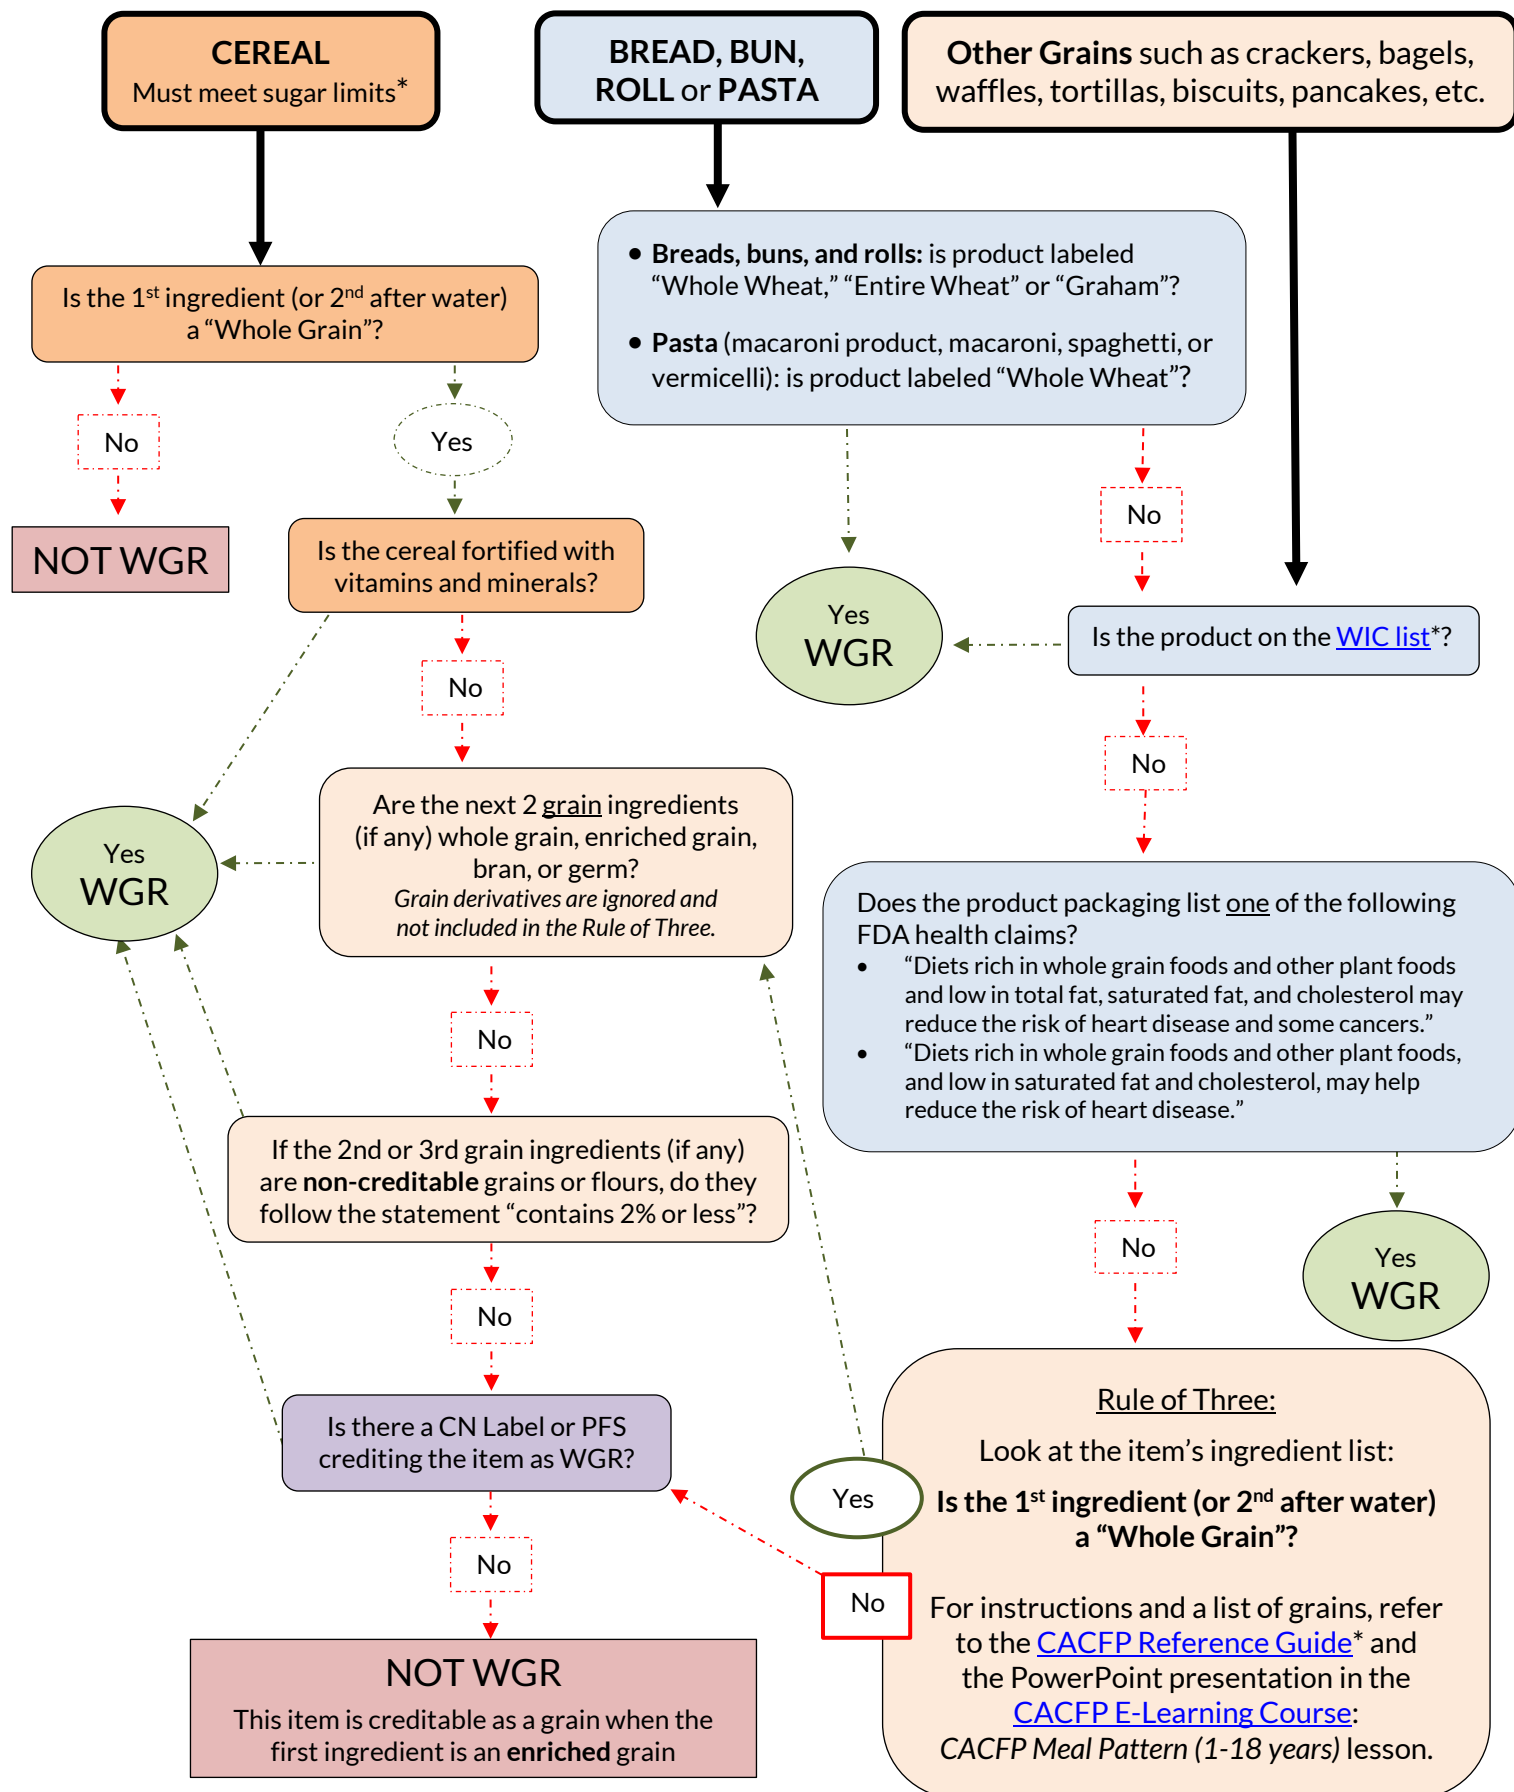 CEREAL
Must meet sugar limits*
BREAD, BUN,
ROLL or PASTA
Other Grains such as crackers, bagels,
waffles, tortillas, biscuits, pancakes, etc.
Is the 1st ingredient (or 2nd after water)
a “Whole Grain”?
No
Yes
NOT WGR
Is the cereal fortified with
vitamins and minerals?
No
Are the next 2 grain ingredients
(if any) whole grain, enriched grain,
bran, or germ?
Grain derivatives are ignored and
not included in the Rule of Three.
Yes
WGR
No
If the 2nd or 3rd grain ingredients (if any)
are non-creditable grains or flours, do they
follow the statement “contains 2% or less”?
No
Is there a CN Label or PFS
crediting the item as WGR?
No
NOT WGR
This item is creditable as a grain when the
first ingredient is an enriched grain
• Breads, buns, and rolls: is product labeled
“Whole Wheat,” “Entire Wheat” or “Graham”?
• Pasta (macaroni product, macaroni, spaghetti, or
vermicelli): is product labeled “Whole Wheat”?
No
Yes
WGR
Is the product on the WIC list*?
No
Does the product packaging list one of the following
FDA health claims?
• “Diets rich in whole grain foods and other plant foods
and low in total fat, saturated fat, and cholesterol may
reduce the risk of heart disease and some cancers.”
• “Diets rich in whole grain foods and other plant foods,
and low in saturated fat and cholesterol, may help
reduce the risk of heart disease.”
No
Yes
WGR
Rule of Three:
Look at the item’s ingredient list:
Is the 1st ingredient (or 2nd after water)
a “Whole Grain”?
Yes
No
For instructions and a list of grains, refer
to the CACFP Reference Guide* and
the PowerPoint presentation in the
CACFP E-Learning Course:
CACFP Meal Pattern (1-18 years) lesson.